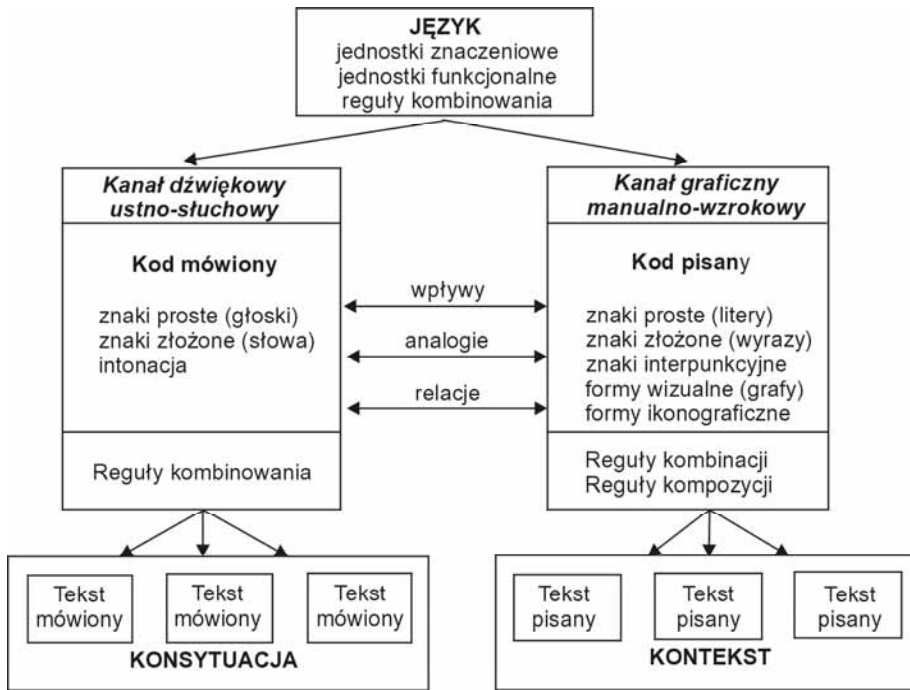 JĘZYK
jednostki znaczeniowe
jednostki funkcjonalne
reguły kombinowania
Kanał dźwiękowy
ustno-słuchowy
Kod mówiony
znaki proste (głoski)
znaki złożone (słowa)
intonacja
Reguły kombinowania
wpływy
analogie
relacje
Kanał graficzny
manualno-wzrokowy
Kod pisany
znaki proste (litery)
znaki złożone (wyrazy)
znaki interpunkcyjne
formy wizualne (grafy)
formy ikonograficzne
Reguły kombinacji
Reguły kompozycji
Tekst
mówiony
Tekst
mówiony
Tekst
mówiony
KONSYTUACJA
Tekst
pisany
Tekst
pisany
Tekst
pisany
KONTEKST